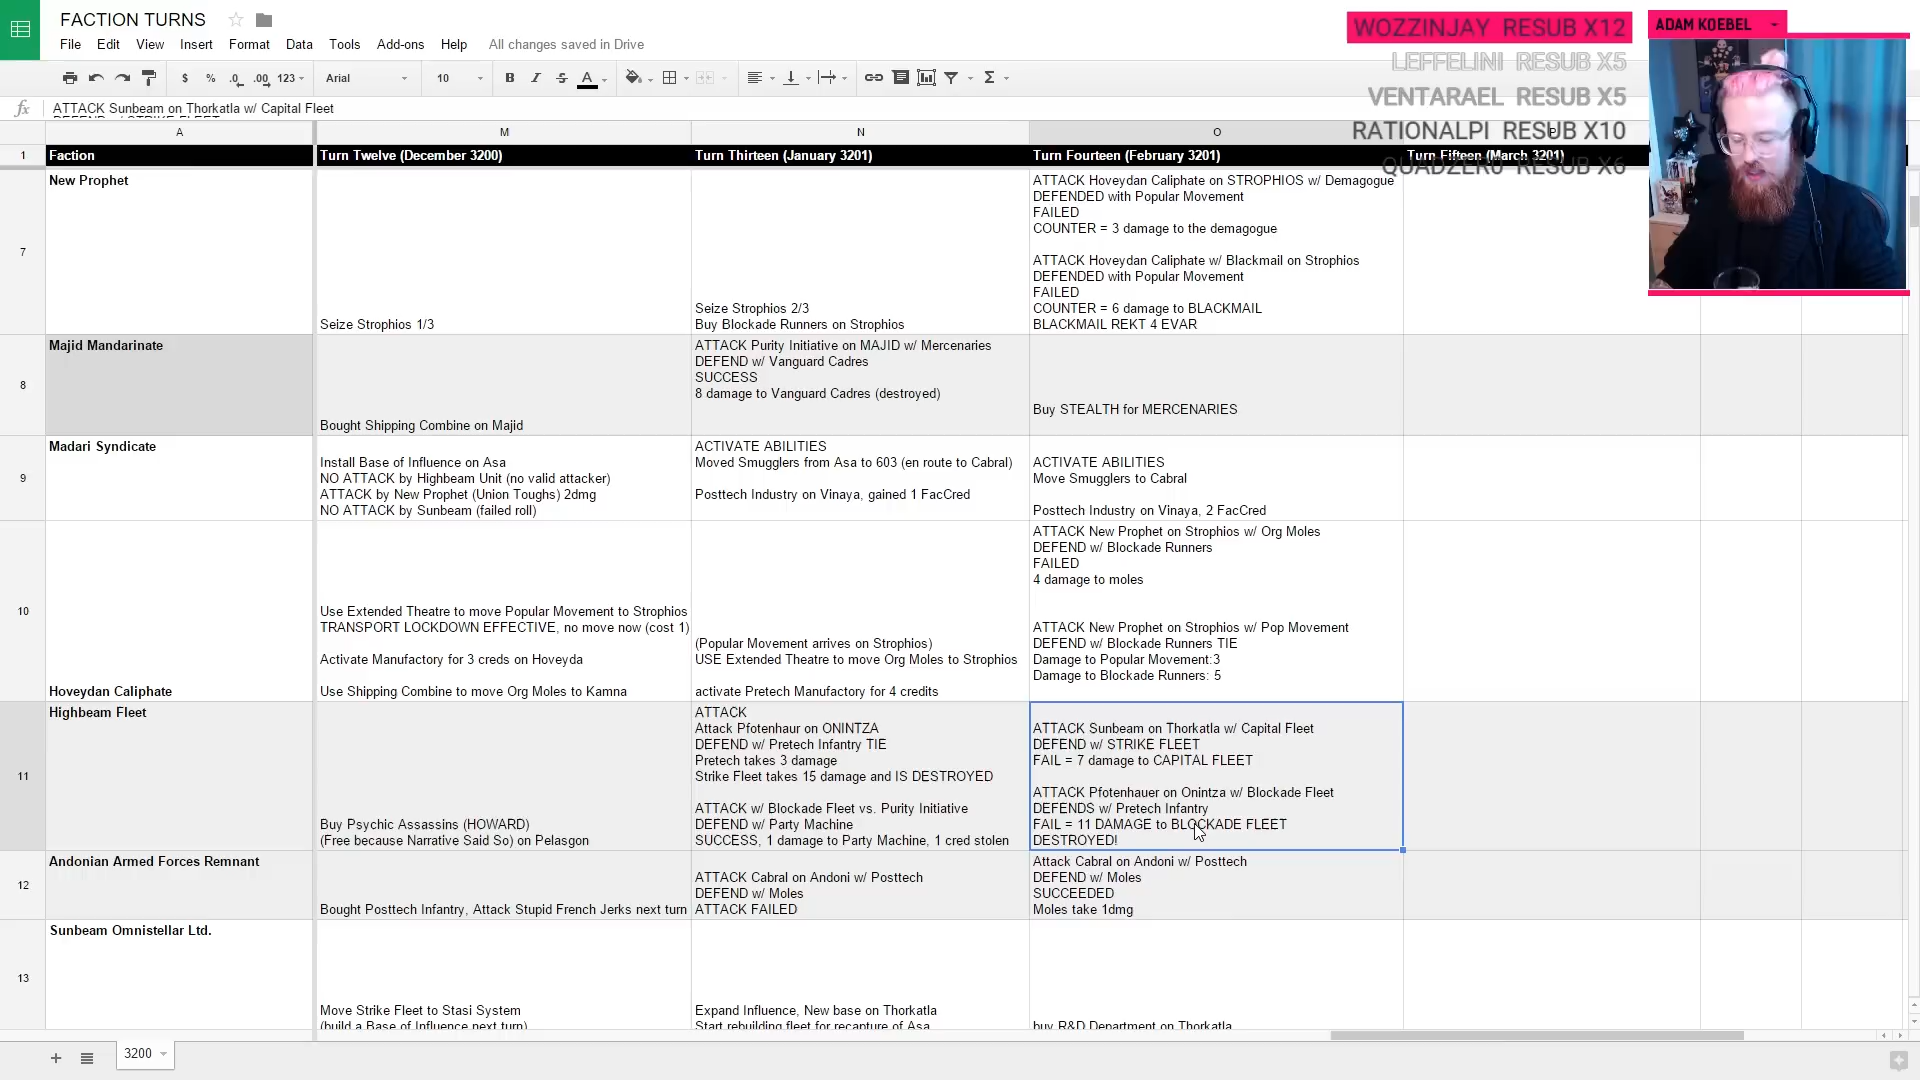 FACTION TURNS
File Edit View Insert Format Data Tools Add-ons Help All changes saved in Drive
$ % .0 .00 123 Arial 10 B I S A Σ
fx ATTACK Sunbeam on Thorkatla w/ Capital Fleet
WOZZINJAY RESUB X12
LEFFELINI RESUB X5
VENTARAEL RESUB X5
RATIONALPI RESUB X10
QUADZER0 RESUB X6
ADAM KOEBEL
A M N O P
1 Faction Turn Twelve (December 3200) Turn Thirteen (January 3201) Turn Fourteen (February 3201) Turn Fifteen (March 3201)
7
New Prophet
Seize Strophios 1/3
Seize Strophios 2/3
Buy Blockade Runners on Strophios
ATTACK Hoveydan Caliphate on STROPHIOS w/ Demagogue
DEFENDED with Popular Movement
FAILED
COUNTER = 3 damage to the demagogue
ATTACK Hoveydan Caliphate w/ Blackmail on Strophios
DEFENDED with Popular Movement
FAILED
COUNTER = 6 damage to BLACKMAIL
BLACKMAIL REKT 4 EVAR
8
Majid Mandarinate
Bought Shipping Combine on Majid
ATTACK Purity Initiative on MAJID w/ Mercenaries
DEFEND w/ Vanguard Cadres
SUCCESS
8 damage to Vanguard Cadres (destroyed)
Buy STEALTH for MERCENARIES
9
Madari Syndicate
Install Base of Influence on Asa
NO ATTACK by Highbeam Unit (no valid attacker)
ATTACK by New Prophet (Union Toughs) 2dmg
NO ATTACK by Sunbeam (failed roll)
ACTIVATE ABILITIES
Moved Smugglers from Asa to 603 (en route to Cabral)
Posttech Industry on Vinaya, gained 1 FacCred
ACTIVATE ABILITIES
Move Smugglers to Cabral
Posttech Industry on Vinaya, 2 FacCred
10
Hoveydan Caliphate
Use Extended Theatre to move Popular Movement to Strophios
TRANSPORT LOCKDOWN EFFECTIVE, no move now (cost 1)
Activate Manufactory for 3 creds on Hoveyda
Use Shipping Combine to move Org Moles to Kamna
(Popular Movement arrives on Strophios)
USE Extended Theatre to move Org Moles to Strophios
activate Pretech Manufactory for 4 credits
ATTACK New Prophet on Strophios w/ Org Moles
DEFEND w/ Blockade Runners
FAILED
4 damage to moles
ATTACK New Prophet on Strophios w/ Pop Movement
DEFEND w/ Blockade Runners TIE
Damage to Popular Movement:3
Damage to Blockade Runners: 5
11
Highbeam Fleet
Buy Psychic Assassins (HOWARD)
(Free because Narrative Said So) on Pelasgon
ATTACK
Attack Pfotenhaur on ONINTZA
DEFEND w/ Pretech Infantry TIE
Pretech takes 3 damage
Strike Fleet takes 15 damage and IS DESTROYED
ATTACK w/ Blockade Fleet vs. Purity Initiative
DEFEND w/ Party Machine
SUCCESS, 1 damage to Party Machine, 1 cred stolen
ATTACK Sunbeam on Thorkatla w/ Capital Fleet
DEFEND w/ STRIKE FLEET
FAIL = 7 damage to CAPITAL FLEET
ATTACK Pfotenhauer on Onintza w/ Blockade Fleet
DEFENDS w/ Pretech Infantry
FAIL = 11 DAMAGE to BLOCKADE FLEET
DESTROYED!
12
Andonian Armed Forces Remnant
Bought Posttech Infantry, Attack Stupid French Jerks next turn
ATTACK Cabral on Andoni w/ Posttech
DEFEND w/ Moles
ATTACK FAILED
Attack Cabral on Andoni w/ Posttech
DEFEND w/ Moles
SUCCEEDED
Moles take 1dmg
13
Sunbeam Omnistellar Ltd.
Move Strike Fleet to Stasi System
(build a Base of Influence next turn)
Expand Influence, New base on Thorkatla
Start rebuilding fleet for recapture of Asa
buy R&D Department on Thorkatla
3200